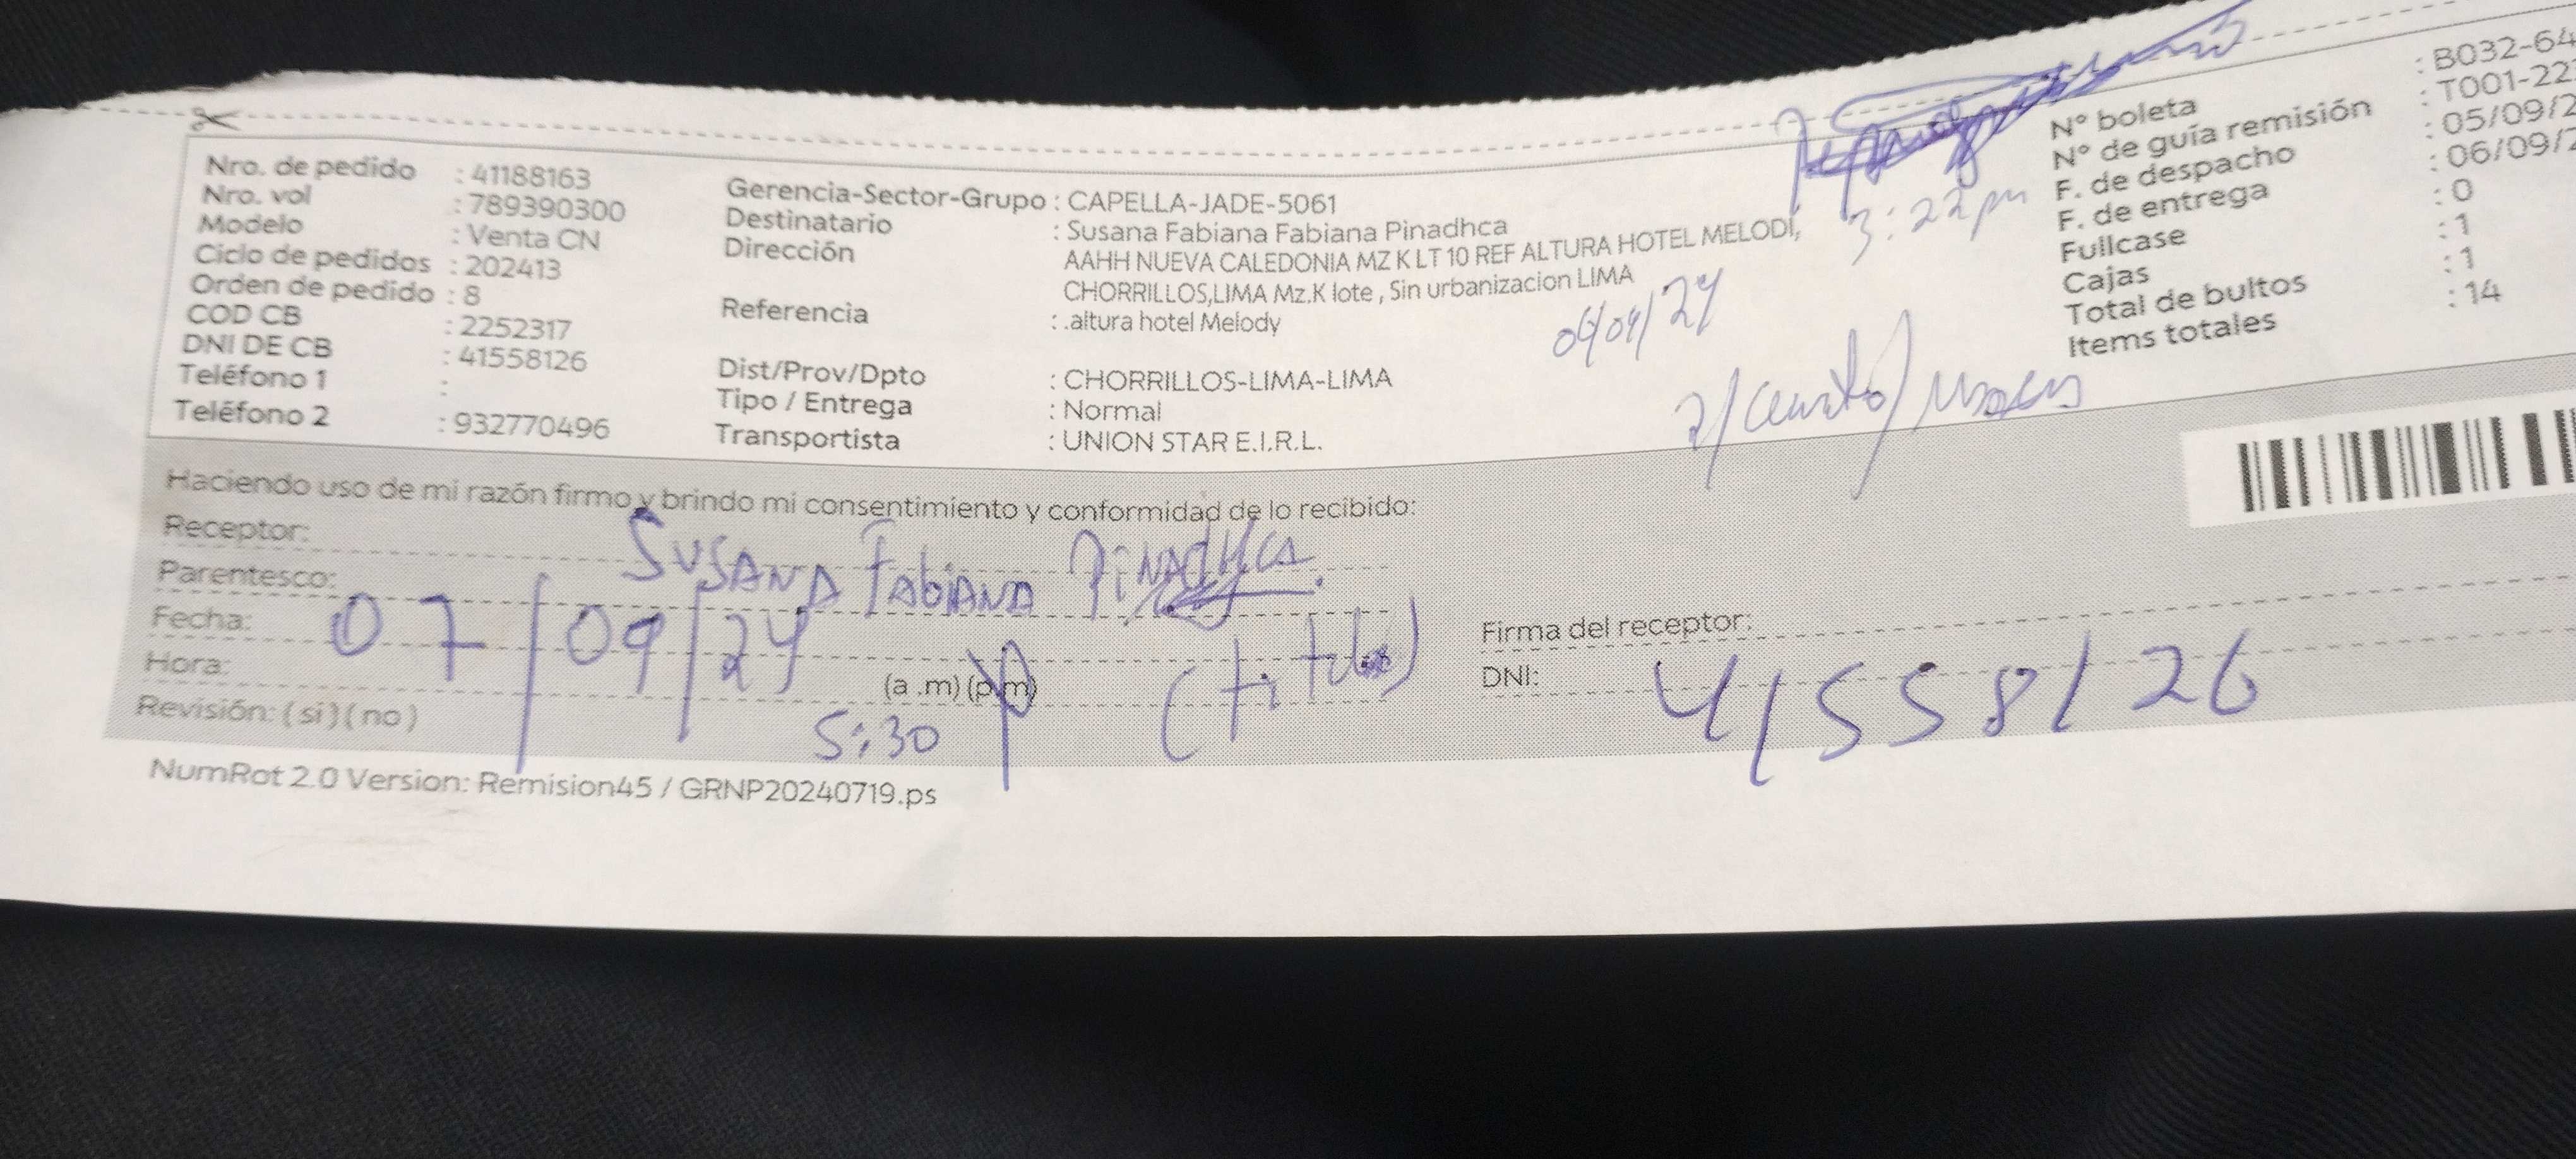 Nro. de pedido : 41188163
Nro. vol : 789390300
Modelo : Venta CN
Ciclo de pedidos : 202413
Orden de pedido : 8
COD CB : 2252317
DNI DE CB : 41558126
Teléfono 1 :
Teléfono 2 : 932770496
Gerencia-Sector-Grupo : CAPELLA-JADE-5061
Destinatario : Susana Fabiana Fabiana Pinadhca
Dirección : AAHH NUEVA CALEDONIA MZ K LT 10 REF ALTURA HOTEL MELODI,
CHORRILLOS,LIMA Mz.K lote , Sin urbanizacion LIMA
Referencia : .altura hotel Melody
Dist/Prov/Dpto : CHORRILLOS-LIMA-LIMA
Tipo / Entrega : Normal
Transportista : UNION STAR E.I.R.L.
3:22 pm
Nº boleta : B032-64
Nº de guía remisión : T001-22
F. de despacho : 05/09/2
F. de entrega : 06/09/2
Fullcase : 0
Cajas : 1
Total de bultos : 1
Items totales : 14
Haciendo uso de mi razón firmo y brindo mi consentimiento y conformidad de lo recibido:
Receptor: SUSANA FABIANA PINADHCA.
Parentesco: (titular)
Fecha: 07/09/24
Hora: 5:30 (a .m) (p.m)
Revisión: (si) (no)
Firma del receptor:
DNI: 41558126
NumRot 2.0 Version: Remision45 / GRNP20240719.ps